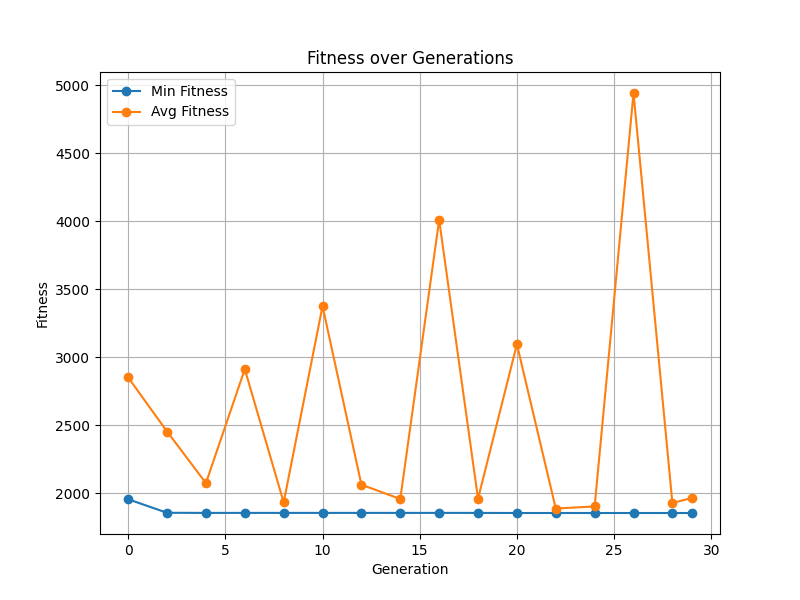 Fitness over Generations
Min Fitness
Avg Fitness
5000
4500
4000
3500
3000
2500
2000
Fitness
0 5 10 15 20 25 30
Generation